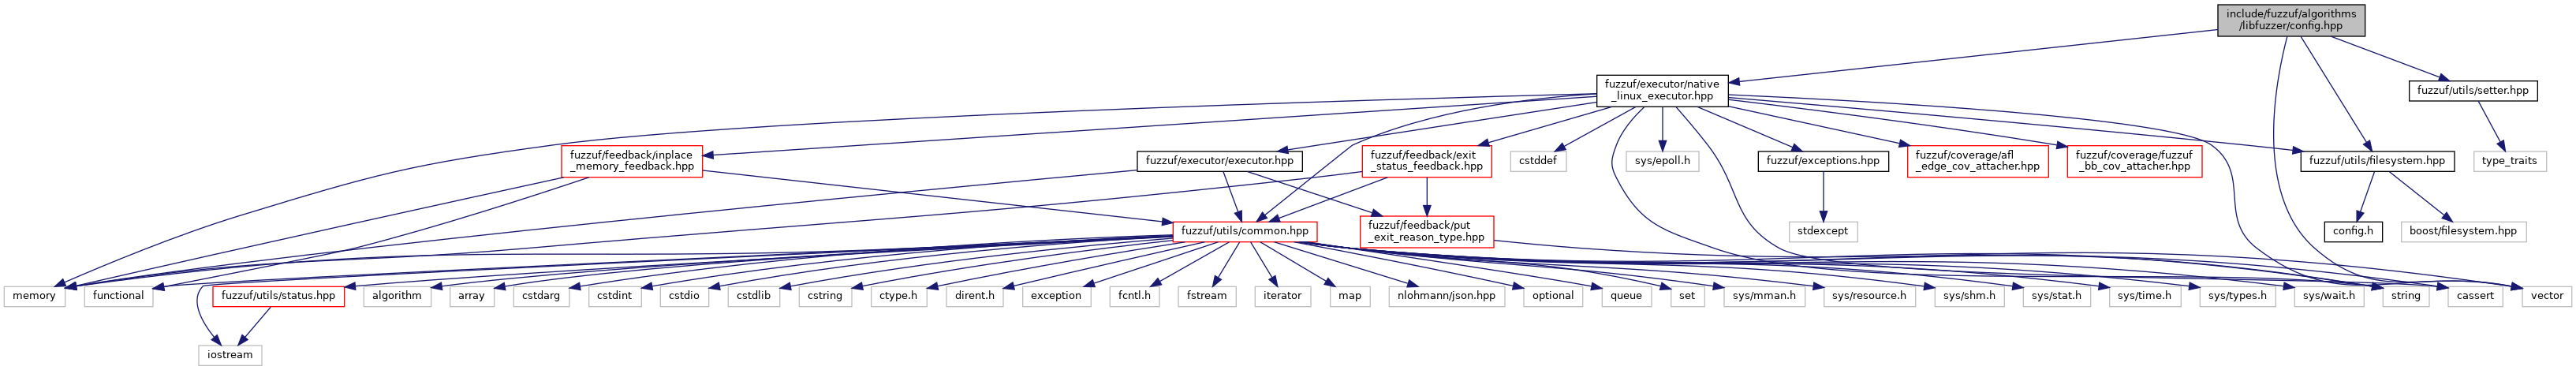 include/fuzzuf/algorithms
/libfuzzer/config.hpp
fuzzuf/executor/native
_linux_executor.hpp
fuzzuf/utils/setter.hpp
fuzzuf/feedback/inplace
_memory_feedback.hpp
fuzzuf/executor/executor.hpp
fuzzuf/feedback/exit
_status_feedback.hpp
cstddef
sys/epoll.h
fuzzuf/exceptions.hpp
fuzzuf/coverage/afl
_edge_cov_attacher.hpp
fuzzuf/coverage/fuzzuf
_bb_cov_attacher.hpp
fuzzuf/utils/filesystem.hpp
type_traits
fuzzuf/utils/common.hpp
fuzzuf/feedback/put
_exit_reason_type.hpp
stdexcept
config.h
boost/filesystem.hpp
memory
functional
fuzzuf/utils/status.hpp
algorithm
array
cstdarg
cstdint
cstdio
cstdlib
cstring
ctype.h
dirent.h
exception
fcntl.h
fstream
iterator
map
nlohmann/json.hpp
optional
queue
set
sys/mman.h
sys/resource.h
sys/shm.h
sys/stat.h
sys/time.h
sys/types.h
sys/wait.h
string
cassert
vector
iostream